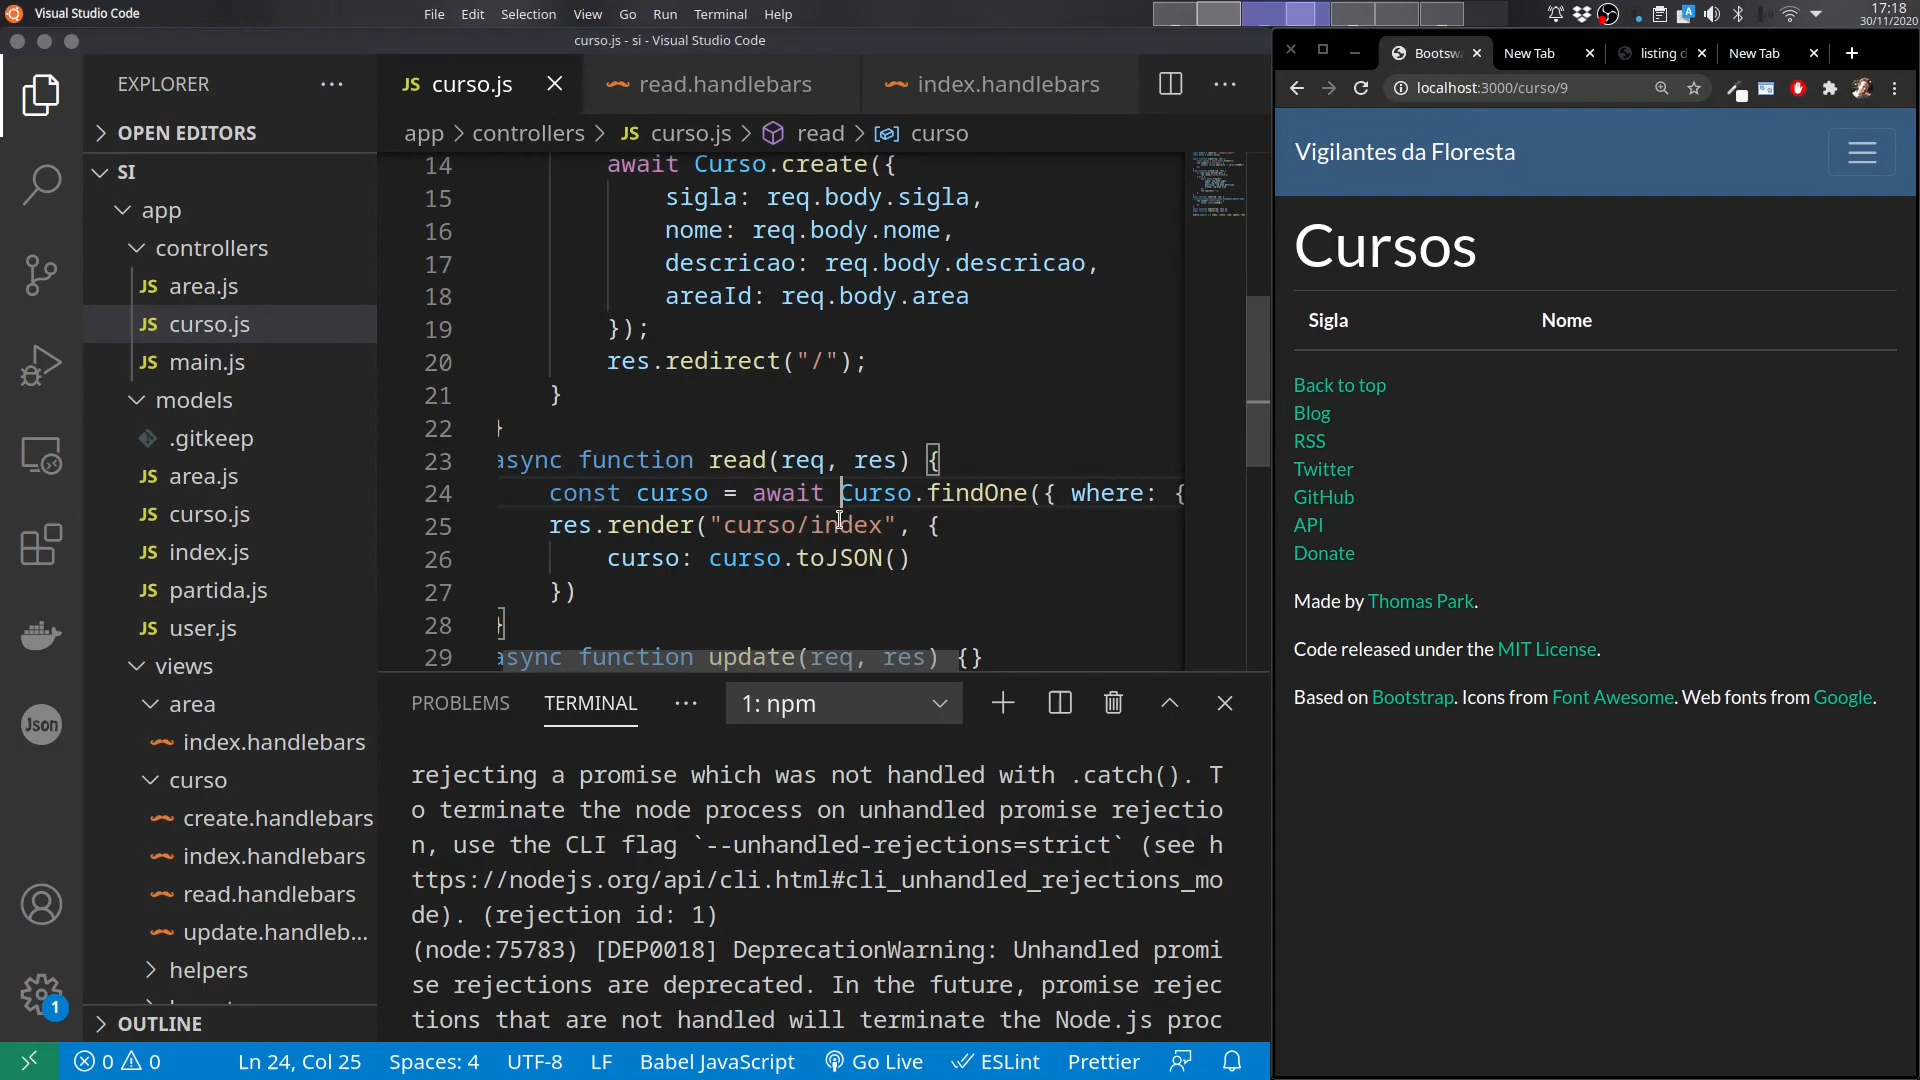 Visual Studio Code
File Edit Selection View Go Run Terminal Help
17:18
30/11/2020
curso.js - si - Visual Studio Code
EXPLORER
OPEN EDITORS
SI
app
controllers
JS area.js
JS curso.js
JS main.js
models
.gitkeep
JS area.js
JS curso.js
JS index.js
JS partida.js
JS user.js
views
area
index.handlebars
curso
create.handlebars
index.handlebars
read.handlebars
update.handleb...
helpers
OUTLINE
Json
1
JS curso.js
read.handlebars
index.handlebars
app > controllers > JS curso.js > read > curso
14 await Curso.create({
15 sigla: req.body.sigla,
16 nome: req.body.nome,
17 descricao: req.body.descricao,
18 areaId: req.body.area
19 });
20 res.redirect("/");
21 }
22 }
23 async function read(req, res) {
24 const curso = await Curso.findOne({ where: {
25 res.render("curso/index", {
26 curso: curso.toJSON()
27 })
28 }
29 async function update(req, res) {}
PROBLEMS TERMINAL ... 1: npm
rejecting a promise which was not handled with .catch(). T
o terminate the node process on unhandled promise rejectio
n, use the CLI flag `--unhandled-rejections=strict` (see h
ttps://nodejs.org/api/cli.html#cli_unhandled_rejections_mo
de). (rejection id: 1)
(node:75783) [DEP0018] DeprecationWarning: Unhandled promi
se rejections are deprecated. In the future, promise rejec
tions that are not handled will terminate the Node.js proc
0 0 Ln 24, Col 25 Spaces: 4 UTF-8 LF Babel JavaScript Go Live ESLint Prettier
Bootsw
New Tab
listing d
New Tab
localhost:3000/curso/9
Vigilantes da Floresta
Cursos
Sigla Nome
Back to top
Blog
RSS
Twitter
GitHub
API
Donate
Made by Thomas Park.
Code released under the MIT License.
Based on Bootstrap. Icons from Font Awesome. Web fonts from Google.